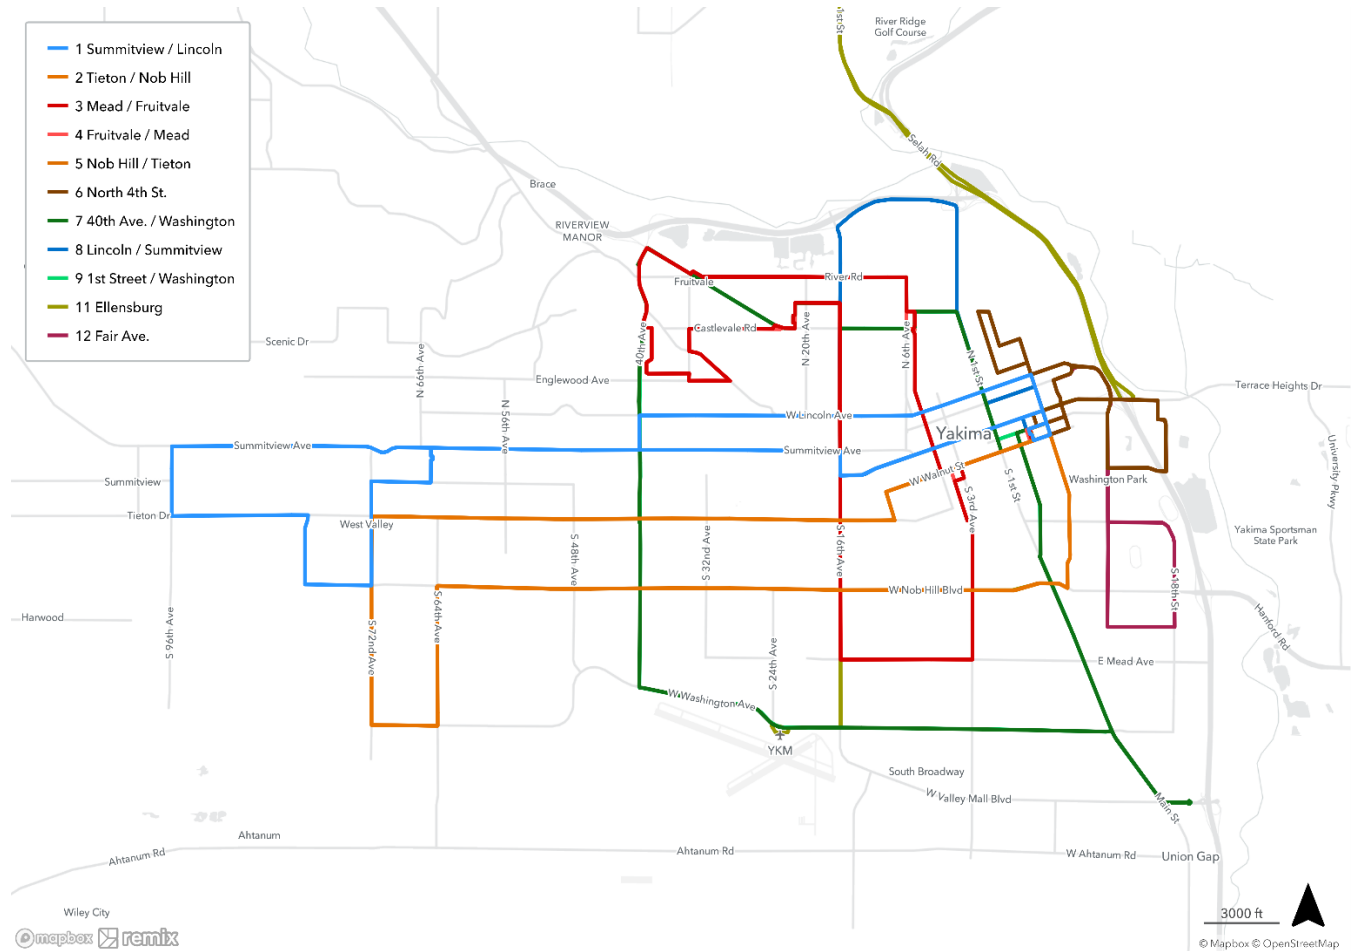 1 Summitview / Lincoln
2 Tieton / Nob Hill
3 Mead / Fruitvale
4 Fruitvale / Mead
5 Nob Hill / Tieton
6 North 4th St.
7 40th Ave. / Washington
8 Lincoln / Summitview
9 1st Street / Washington
11 Ellensburg
12 Fair Ave.
1st St
River Ridge
Golf Course
Selah Rd
Brace
RIVERVIEW
MANOR
Fruitvale
River Rd
Castlevale Rd
40th Ave
N 20th Ave
N 6th Ave
N 1st St
Scenic Dr
N 66th Ave
Englewood Ave
N 56th Ave
Terrace Heights Dr
University Pkwy
W Lincoln Ave
Yakima
Summitview Ave
Summitview Ave
W Walnut St
Summitview
Washington Park
S 1st St
S 3rd Ave
Tieton Dr
West Valley
Yakima Sportsman
State Park
S 48th Ave
S 32nd Ave
S 16th Ave
W Nob Hill Blvd
S 18th St
Harwood
S 96th Ave
S 72nd Ave
S 64th Ave
Hanford Rd
S 24th Ave
E Mead Ave
W Washington Ave
YKM
South Broadway
W Valley Mall Blvd
Main St
Ahtanum
Ahtanum Rd
Ahtanum Rd
W Ahtanum Rd
Union Gap
Wiley City
3000 ft
mapbox remix
© Mapbox © OpenStreetMap